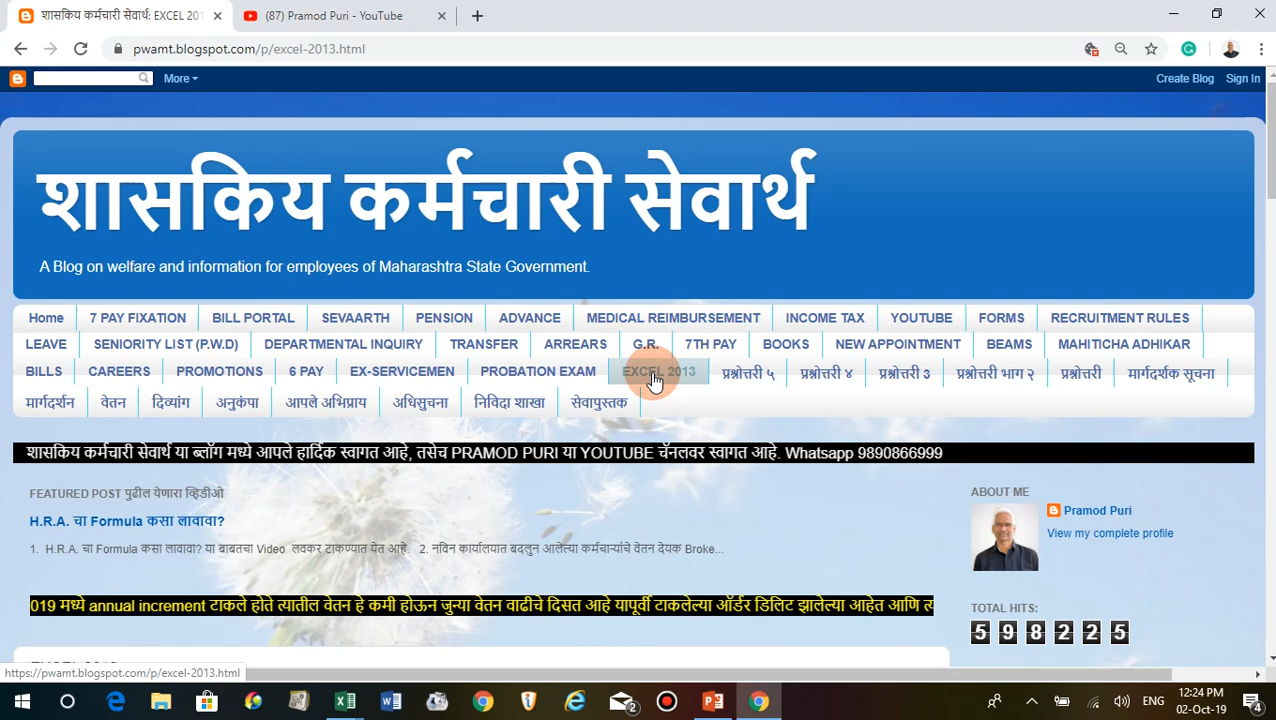 शासकिय कर्मचारी सेवार्थ: EXCEL 201
(87) Pramod Puri - YouTube
pwamt.blogspot.com/p/excel-2013.html
More
Create Blog Sign In
शासकिय कर्मचारी सेवार्थ
A Blog on welfare and information for employees of Maharashtra State Government.
Home 7 PAY FIXATION BILL PORTAL SEVAARTH PENSION ADVANCE MEDICAL REIMBURSEMENT INCOME TAX YOUTUBE FORMS RECRUITMENT RULES
LEAVE SENIORITY LIST (P.W.D) DEPARTMENTAL INQUIRY TRANSFER ARREARS G.R. 7TH PAY BOOKS NEW APPOINTMENT BEAMS MAHITICHA ADHIKAR
BILLS CAREERS PROMOTIONS 6 PAY EX-SERVICEMEN PROBATION EXAM EXCEL 2013 प्रश्नोत्तरी ५ प्रश्नोत्तरी ४ प्रश्नोत्तरी 3 प्रश्नोत्तरी भाग २ प्रश्नोत्तरी मार्गदर्शक सूचना
मार्गदर्शन वेतन दिव्यांग अनुकंपा आपले अभिप्राय अधिसुचना निविदा शाखा सेवापुस्तक
शासकिय कर्मचारी सेवार्थ या ब्लॉग मध्ये आपले हार्दिक स्वागत आहे, तसेच PRAMOD PURI या YOUTUBE चॅनलवर स्वागत आहे. Whatsapp 9890866999
FEATURED POST पुढील येणारा व्हिडीओ
H.R.A. चा Formula कसा लावावा?
1. H.R.A. चा Formula कसा लावावा? या बाबतचा Video लवकर टाकण्यात येत आहे. 2. नविन कार्यालयात बदलुन आलेल्या कर्मचाऱ्यांचे वेतन देयक Broke...
019 मध्ये annual increment टाकले होते त्यातील वेतन हे कमी होऊन जुन्या वेतन वाढीचे दिसत आहे यापूर्वी टाकलेल्या ऑर्डर डिलिट झालेल्या आहेत आणि त्य
ABOUT ME
Pramod Puri
View my complete profile
TOTAL HITS:
598225
https://pwamt.blogspot.com/p/excel-2013.html
2
ENG
12:24 PM
02-Oct-19
4